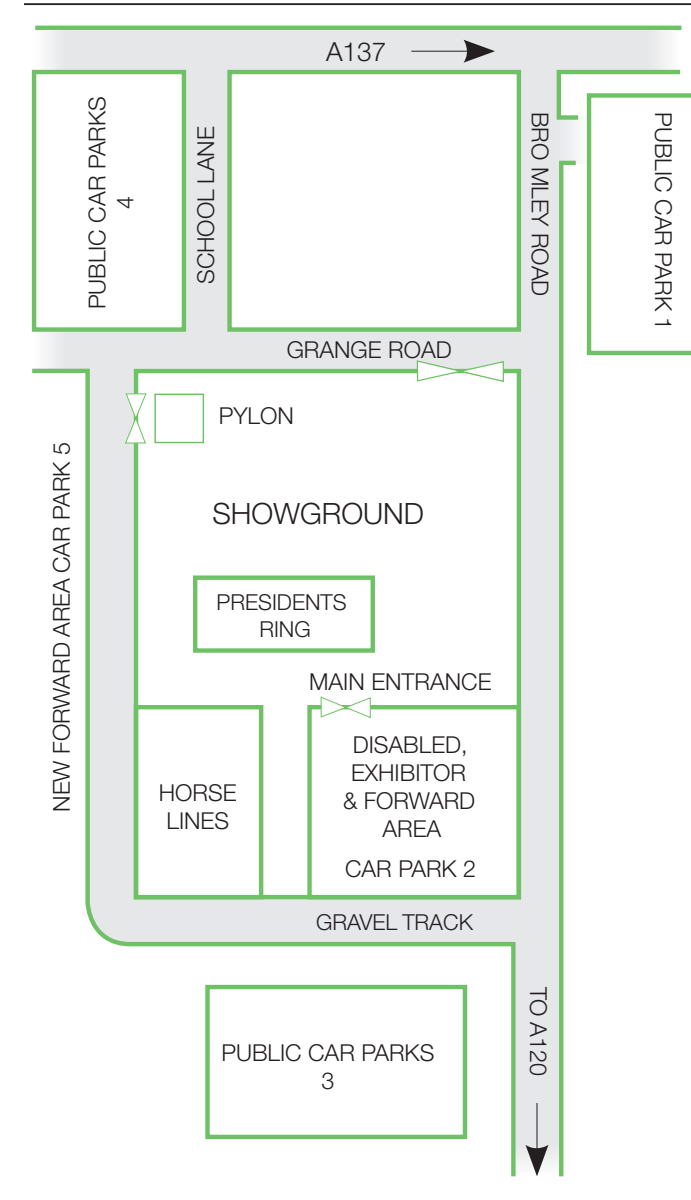 A137
PUBLIC CAR PARKS
4
SCHOOL LANE
BRO MLEY ROAD
PUBLIC CAR PARK 1
GRANGE ROAD
PYLON
NEW FORWARD AREA CAR PARK 5
SHOWGROUND
PRESIDENTS
RING
MAIN ENTRANCE
HORSE
LINES
DISABLED,
EXHIBITOR
& FORWARD
AREA
CAR PARK 2
GRAVEL TRACK
PUBLIC CAR PARKS
3
TO A120